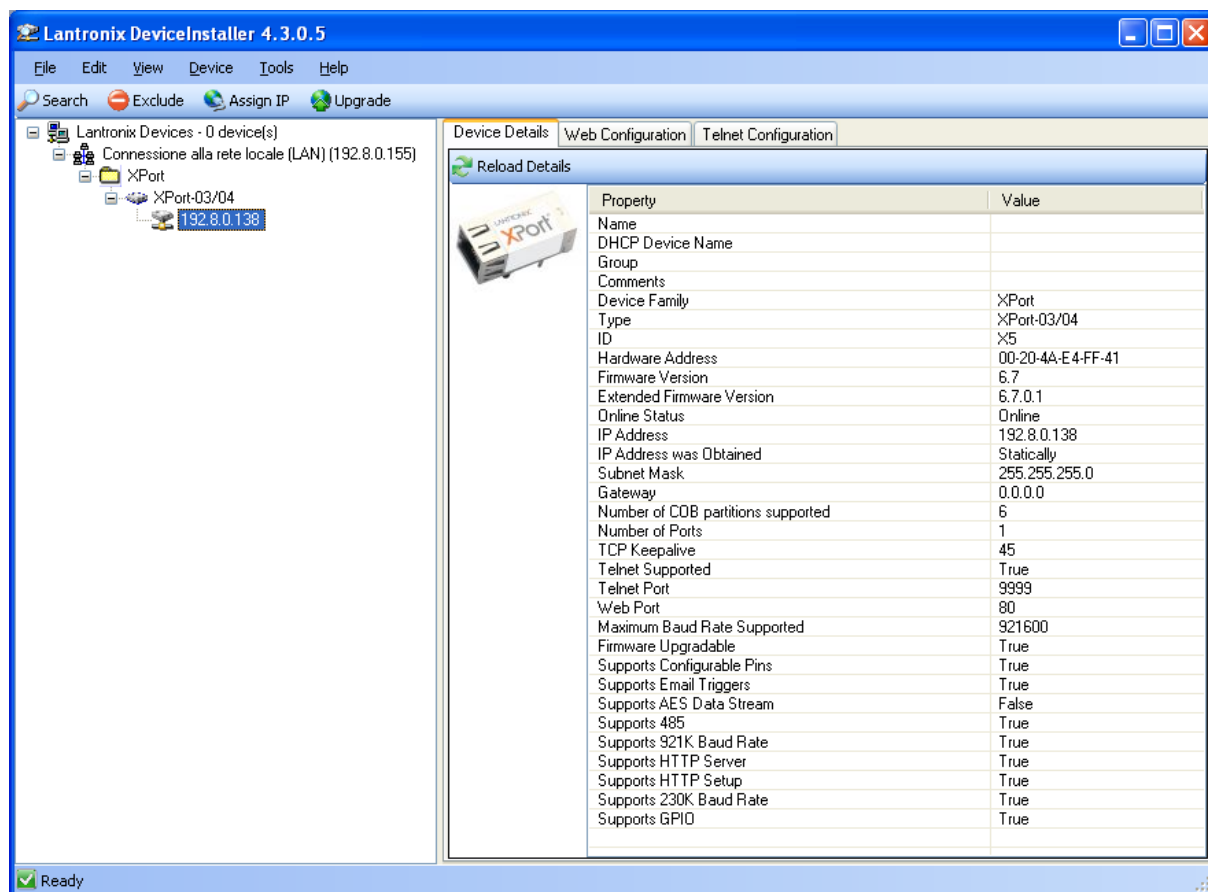 Lantronix DeviceInstaller 4.3.0.5
File Edit View Device Tools Help
Search Exclude Assign IP Upgrade
Lantronix Devices - 0 device(s)
Connessione alla rete locale (LAN) (192.8.0.155)
XPort
XPort-03/04
192.8.0.138
Device Details Web Configuration Telnet Configuration
Reload Details
LANTRONIX
XPort
Property Value
Name
DHCP Device Name
Group
Comments
Device Family XPort
Type XPort-03/04
ID X5
Hardware Address 00-20-4A-E4-FF-41
Firmware Version 6.7
Extended Firmware Version 6.7.0.1
Online Status Online
IP Address 192.8.0.138
IP Address was Obtained Statically
Subnet Mask 255.255.255.0
Gateway 0.0.0.0
Number of COB partitions supported 6
Number of Ports 1
TCP Keepalive 45
Telnet Supported True
Telnet Port 9999
Web Port 80
Maximum Baud Rate Supported 921600
Firmware Upgradable True
Supports Configurable Pins True
Supports Email Triggers True
Supports AES Data Stream False
Supports 485 True
Supports 921K Baud Rate True
Supports HTTP Server True
Supports HTTP Setup True
Supports 230K Baud Rate True
Supports GPIO True
Ready